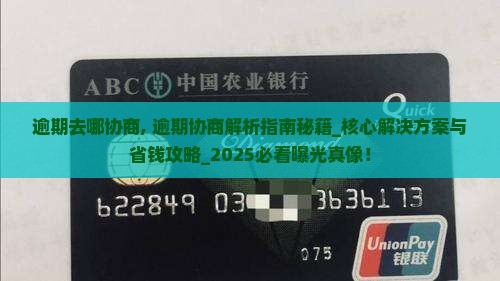 ABC 中国农业银行
Quick
逾期去哪协商, 逾期协商解析指南秘籍_核心解决方案与
省钱攻略_2025必看曝光真像!
622849 03 3636173
075
UnionPay
银联